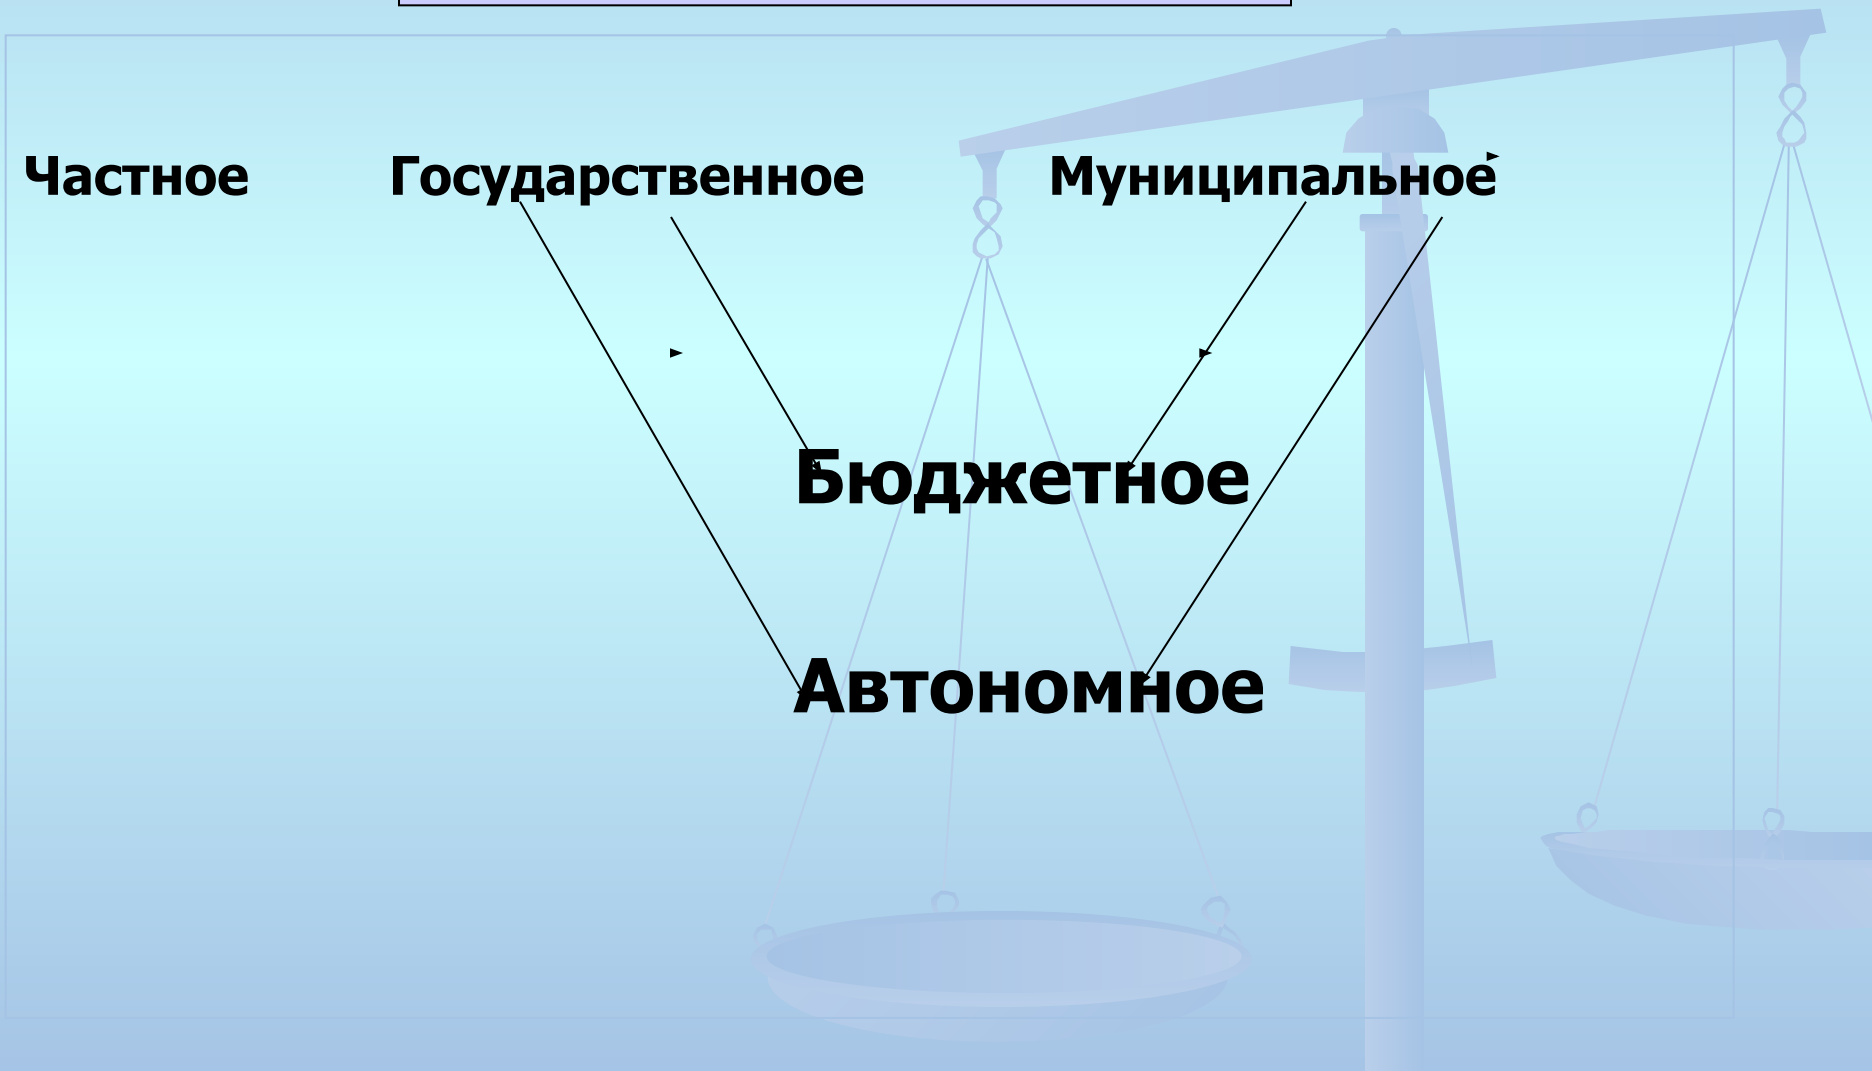 Частное Государственное Муниципальное
Бюджетное
Автономное